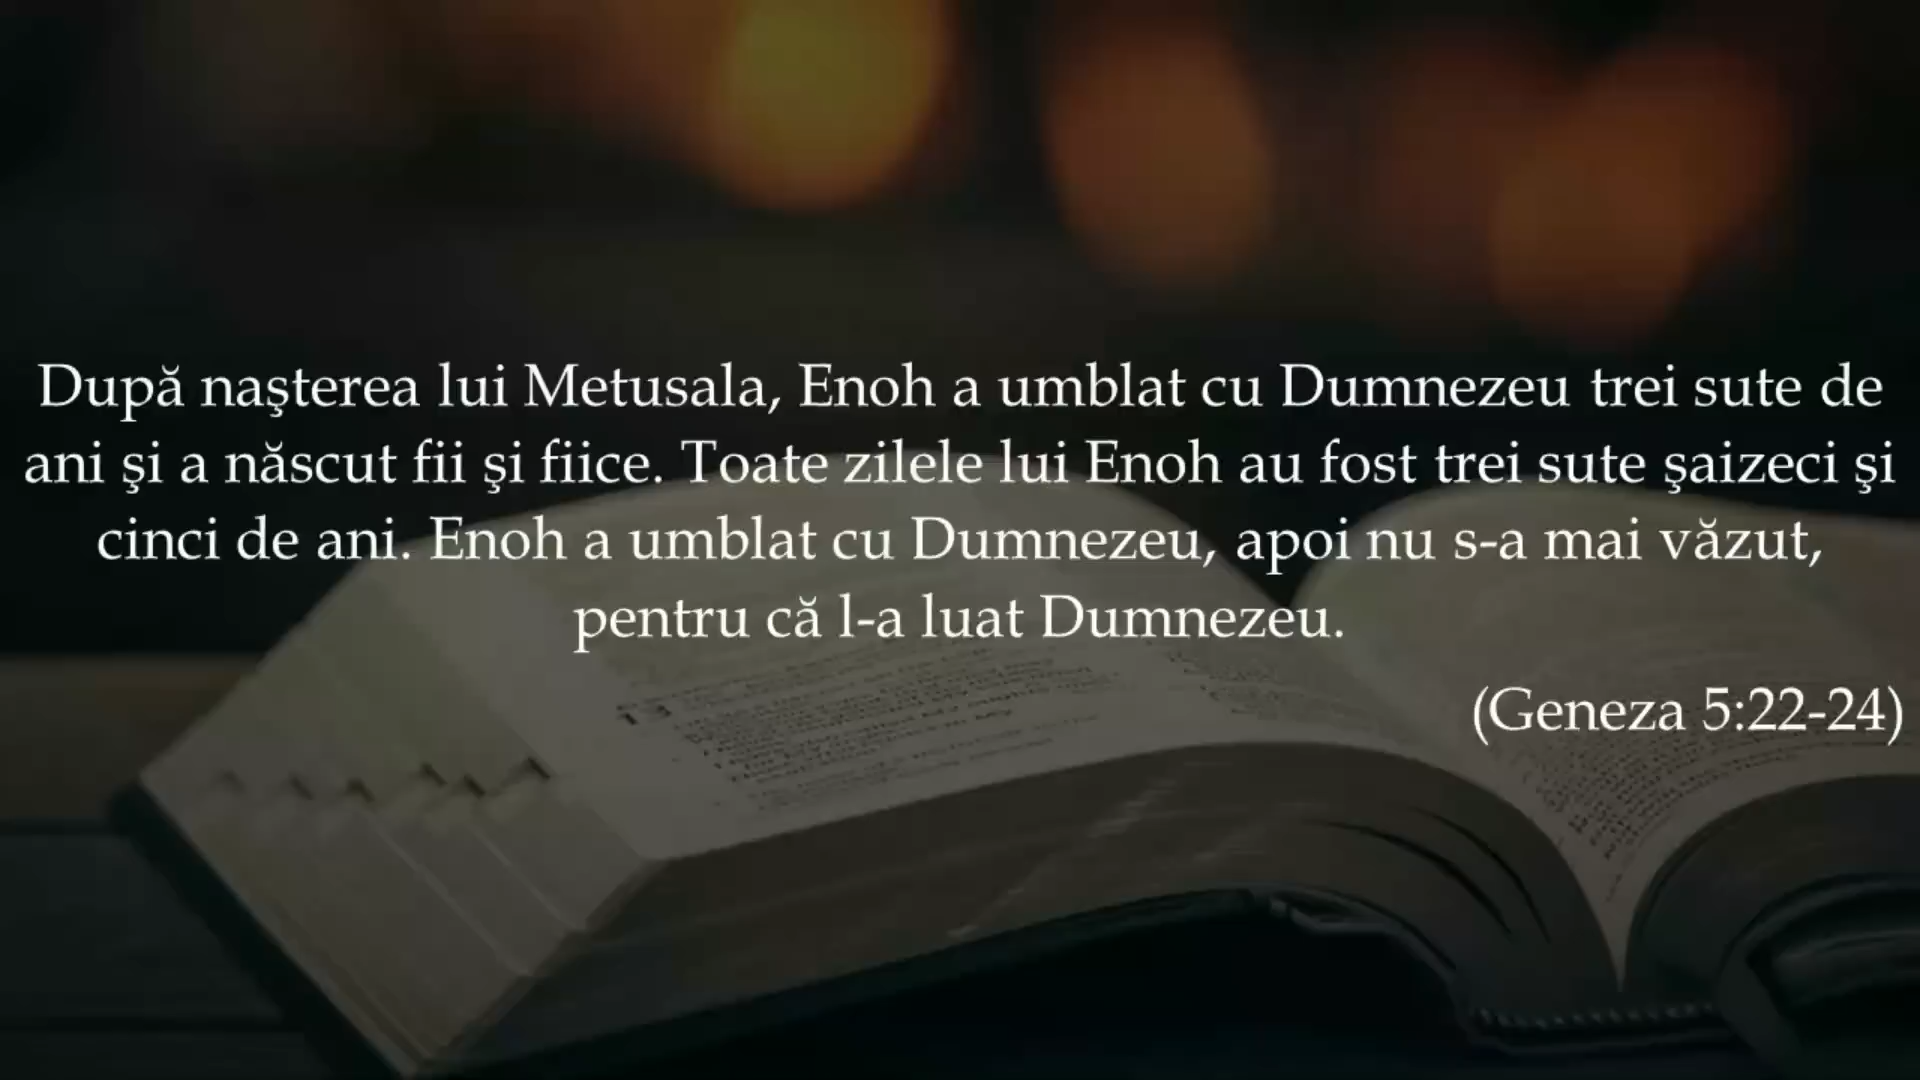 După naşterea lui Metusala, Enoh a umblat cu Dumnezeu trei sute de
ani şi a născut fii şi fiice. Toate zilele lui Enoh au fost trei sute şaizeci şi
cinci de ani. Enoh a umblat cu Dumnezeu, apoi nu s-a mai văzut,
pentru că l-a luat Dumnezeu.
(Geneza 5:22-24)